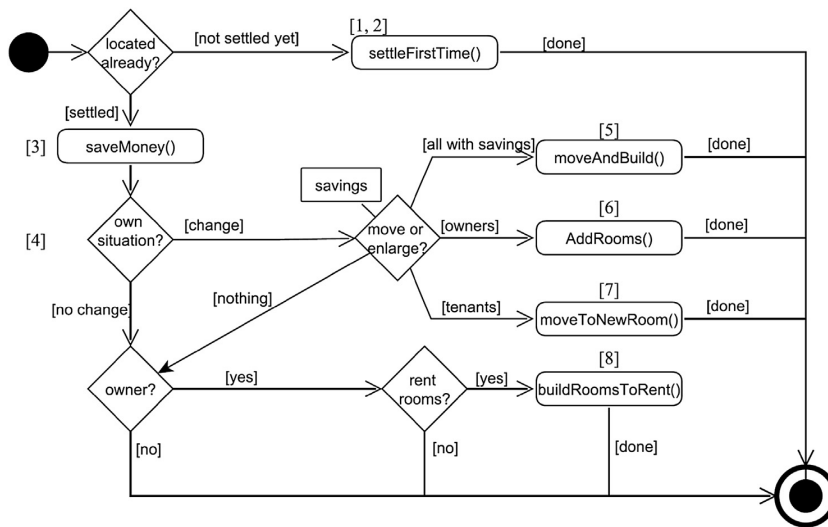 [1, 2]
located
already?
[not settled yet]
settleFirstTime()
[done]
[settled]
[3]
saveMoney()
[5]
[all with savings]
moveAndBuild()
[done]
savings
[4]
own
situation?
[change]
move or
enlarge?
[owners]
[6]
AddRooms()
[done]
[nothing]
[no change]
[tenants]
[7]
moveToNewRoom()
[done]
owner?
[yes]
rent
rooms?
[yes]
[8]
buildRoomsToRent()
[no]
[no]
[done]